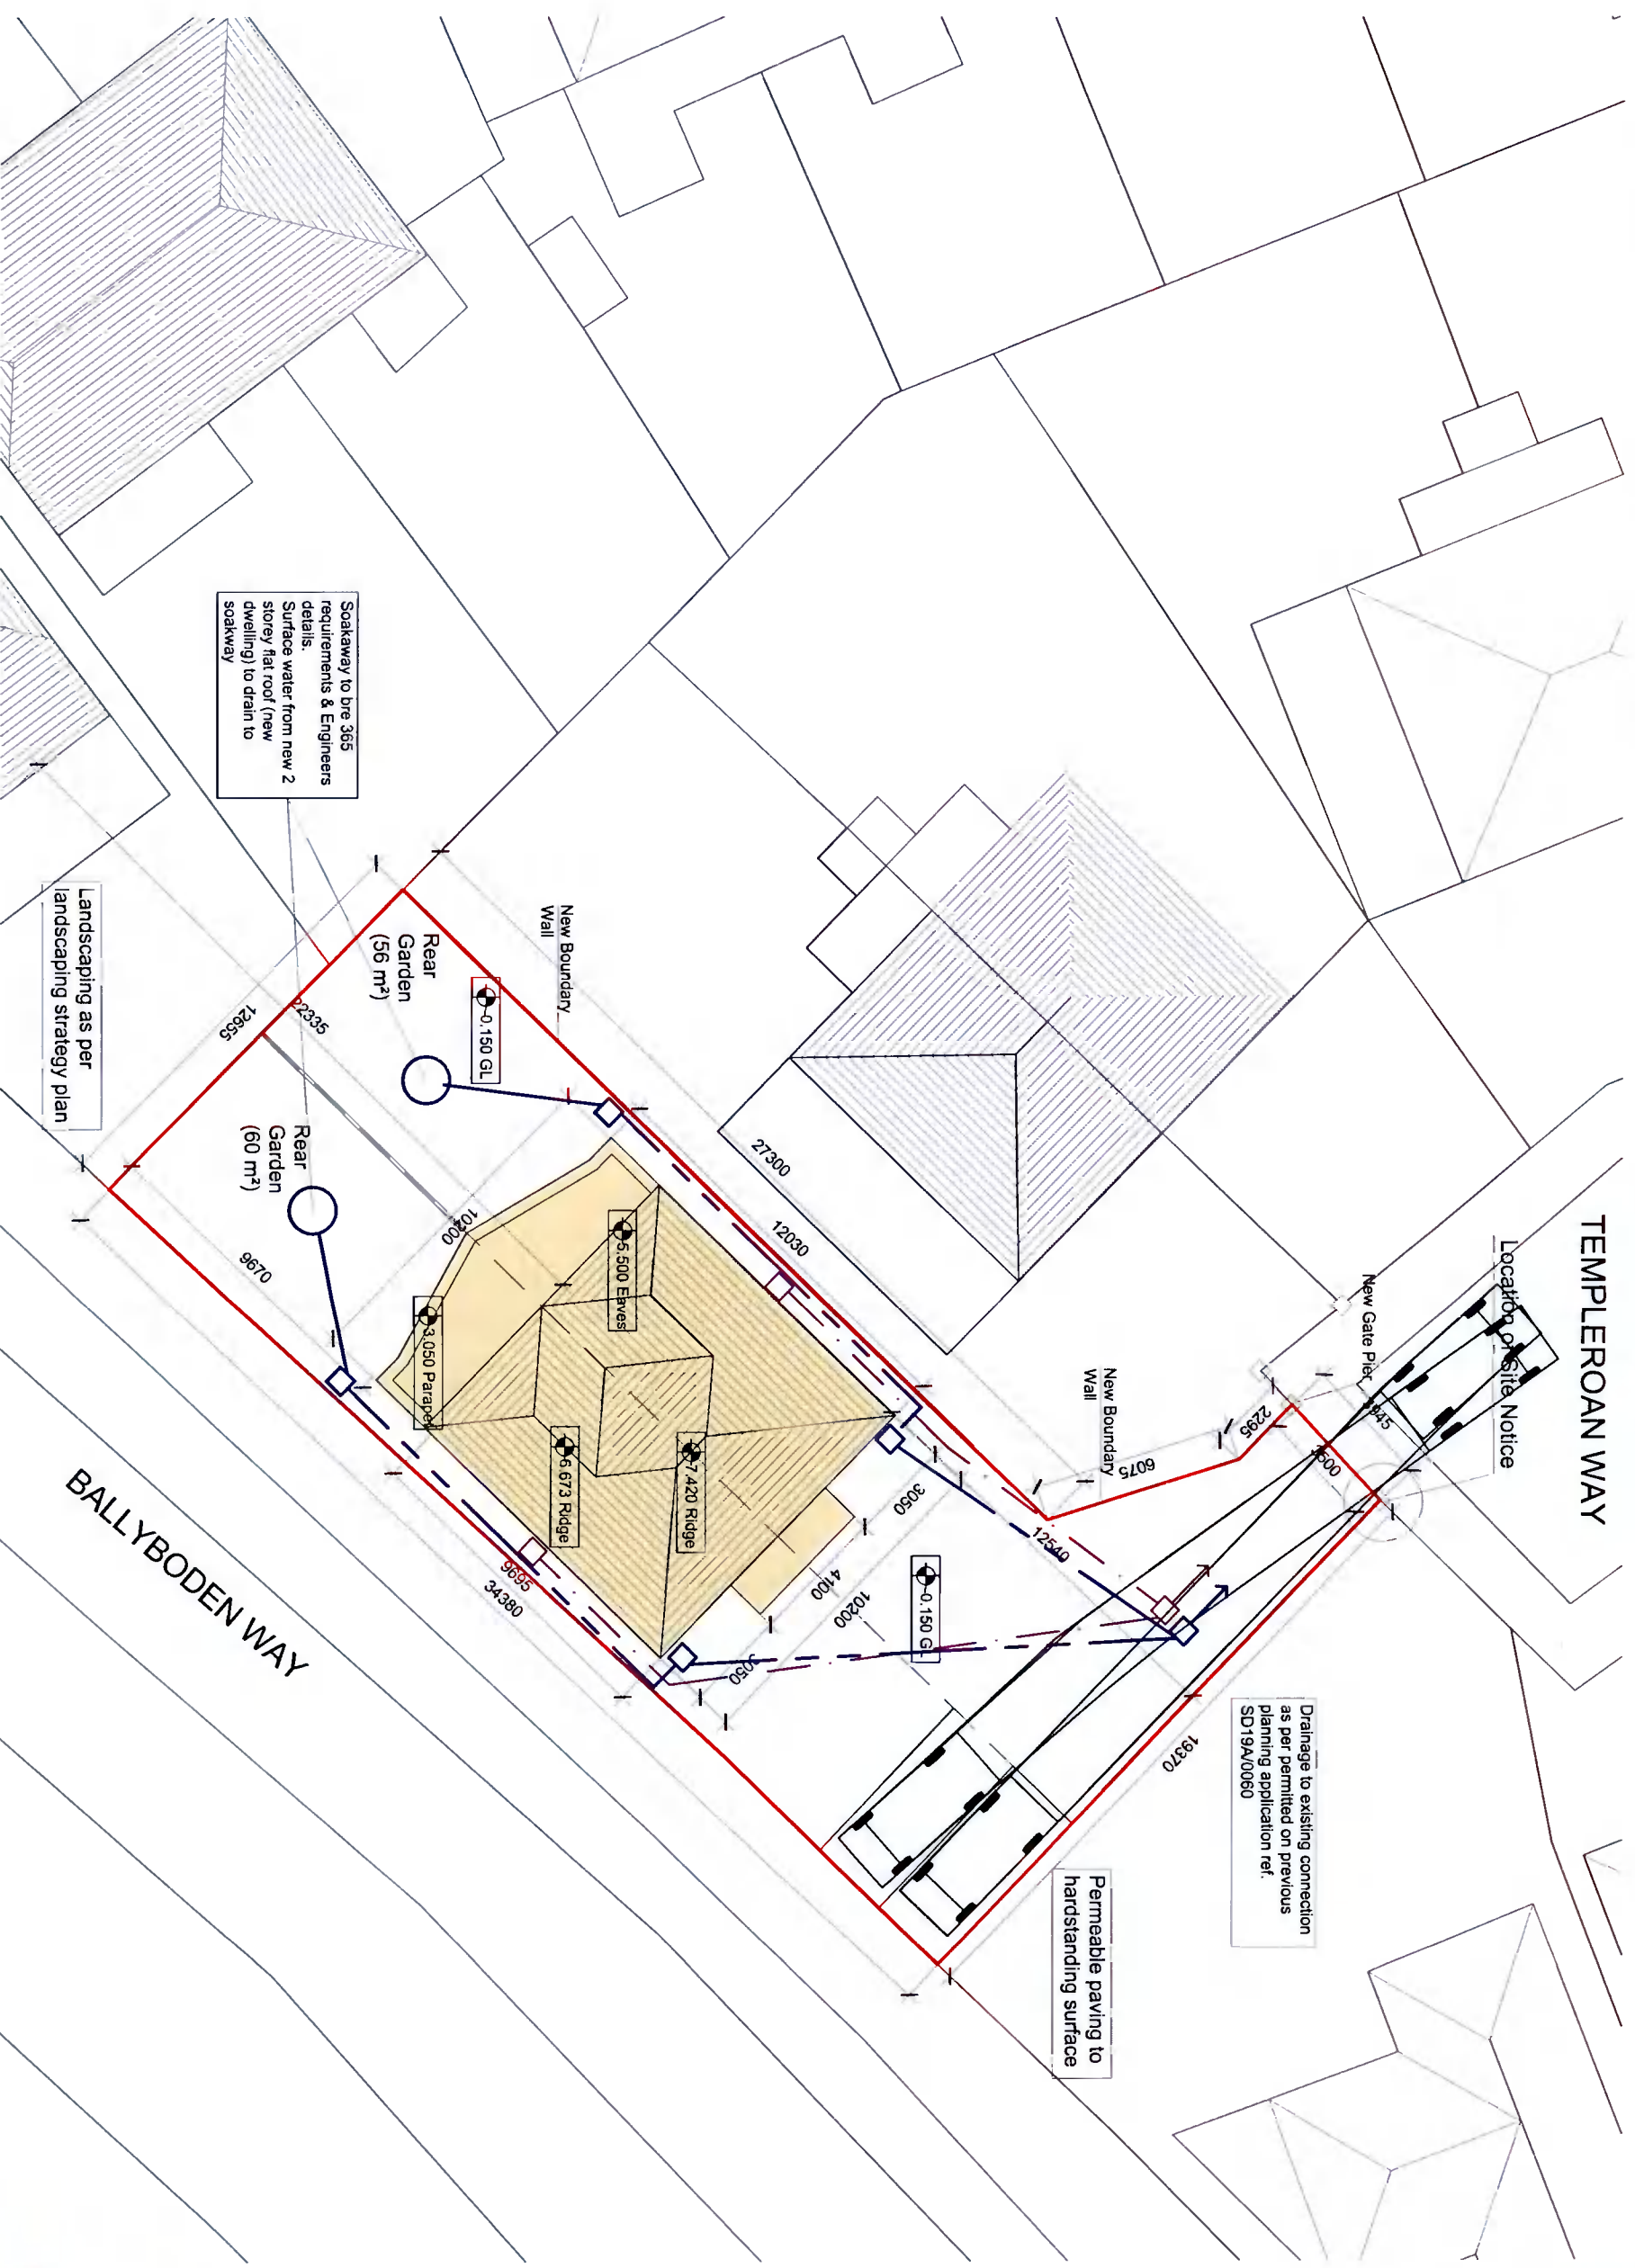 TEMPLEROAN WAY
Location of Site Notice
New Gate Pier
3945
3500
2295
6075
New Boundary
Wall
Drainage to existing connection
as per permitted on previous
planning application ref.
SD19A/0060
19370
Permeable paving to
hardstanding surface
12540
3050
4100
10200
-0.150 GL
3050
27300
12030
5.500 Eaves
7.420 Ridge
6.673 Ridge
3.050 Parapet
10200
9695
34380
New Boundary
Wall
-0.150 GL
Rear
Garden
(56 m²)
Rear
Garden
(60 m²)
22335
12655
9670
Soakaway to bre 365
requirements & Engineers
details.
Surface water from new 2
storey flat roof (new
dwelling) to drain to
soakway
Landscaping as per
landscaping strategy plan
BALLYBODEN WAY